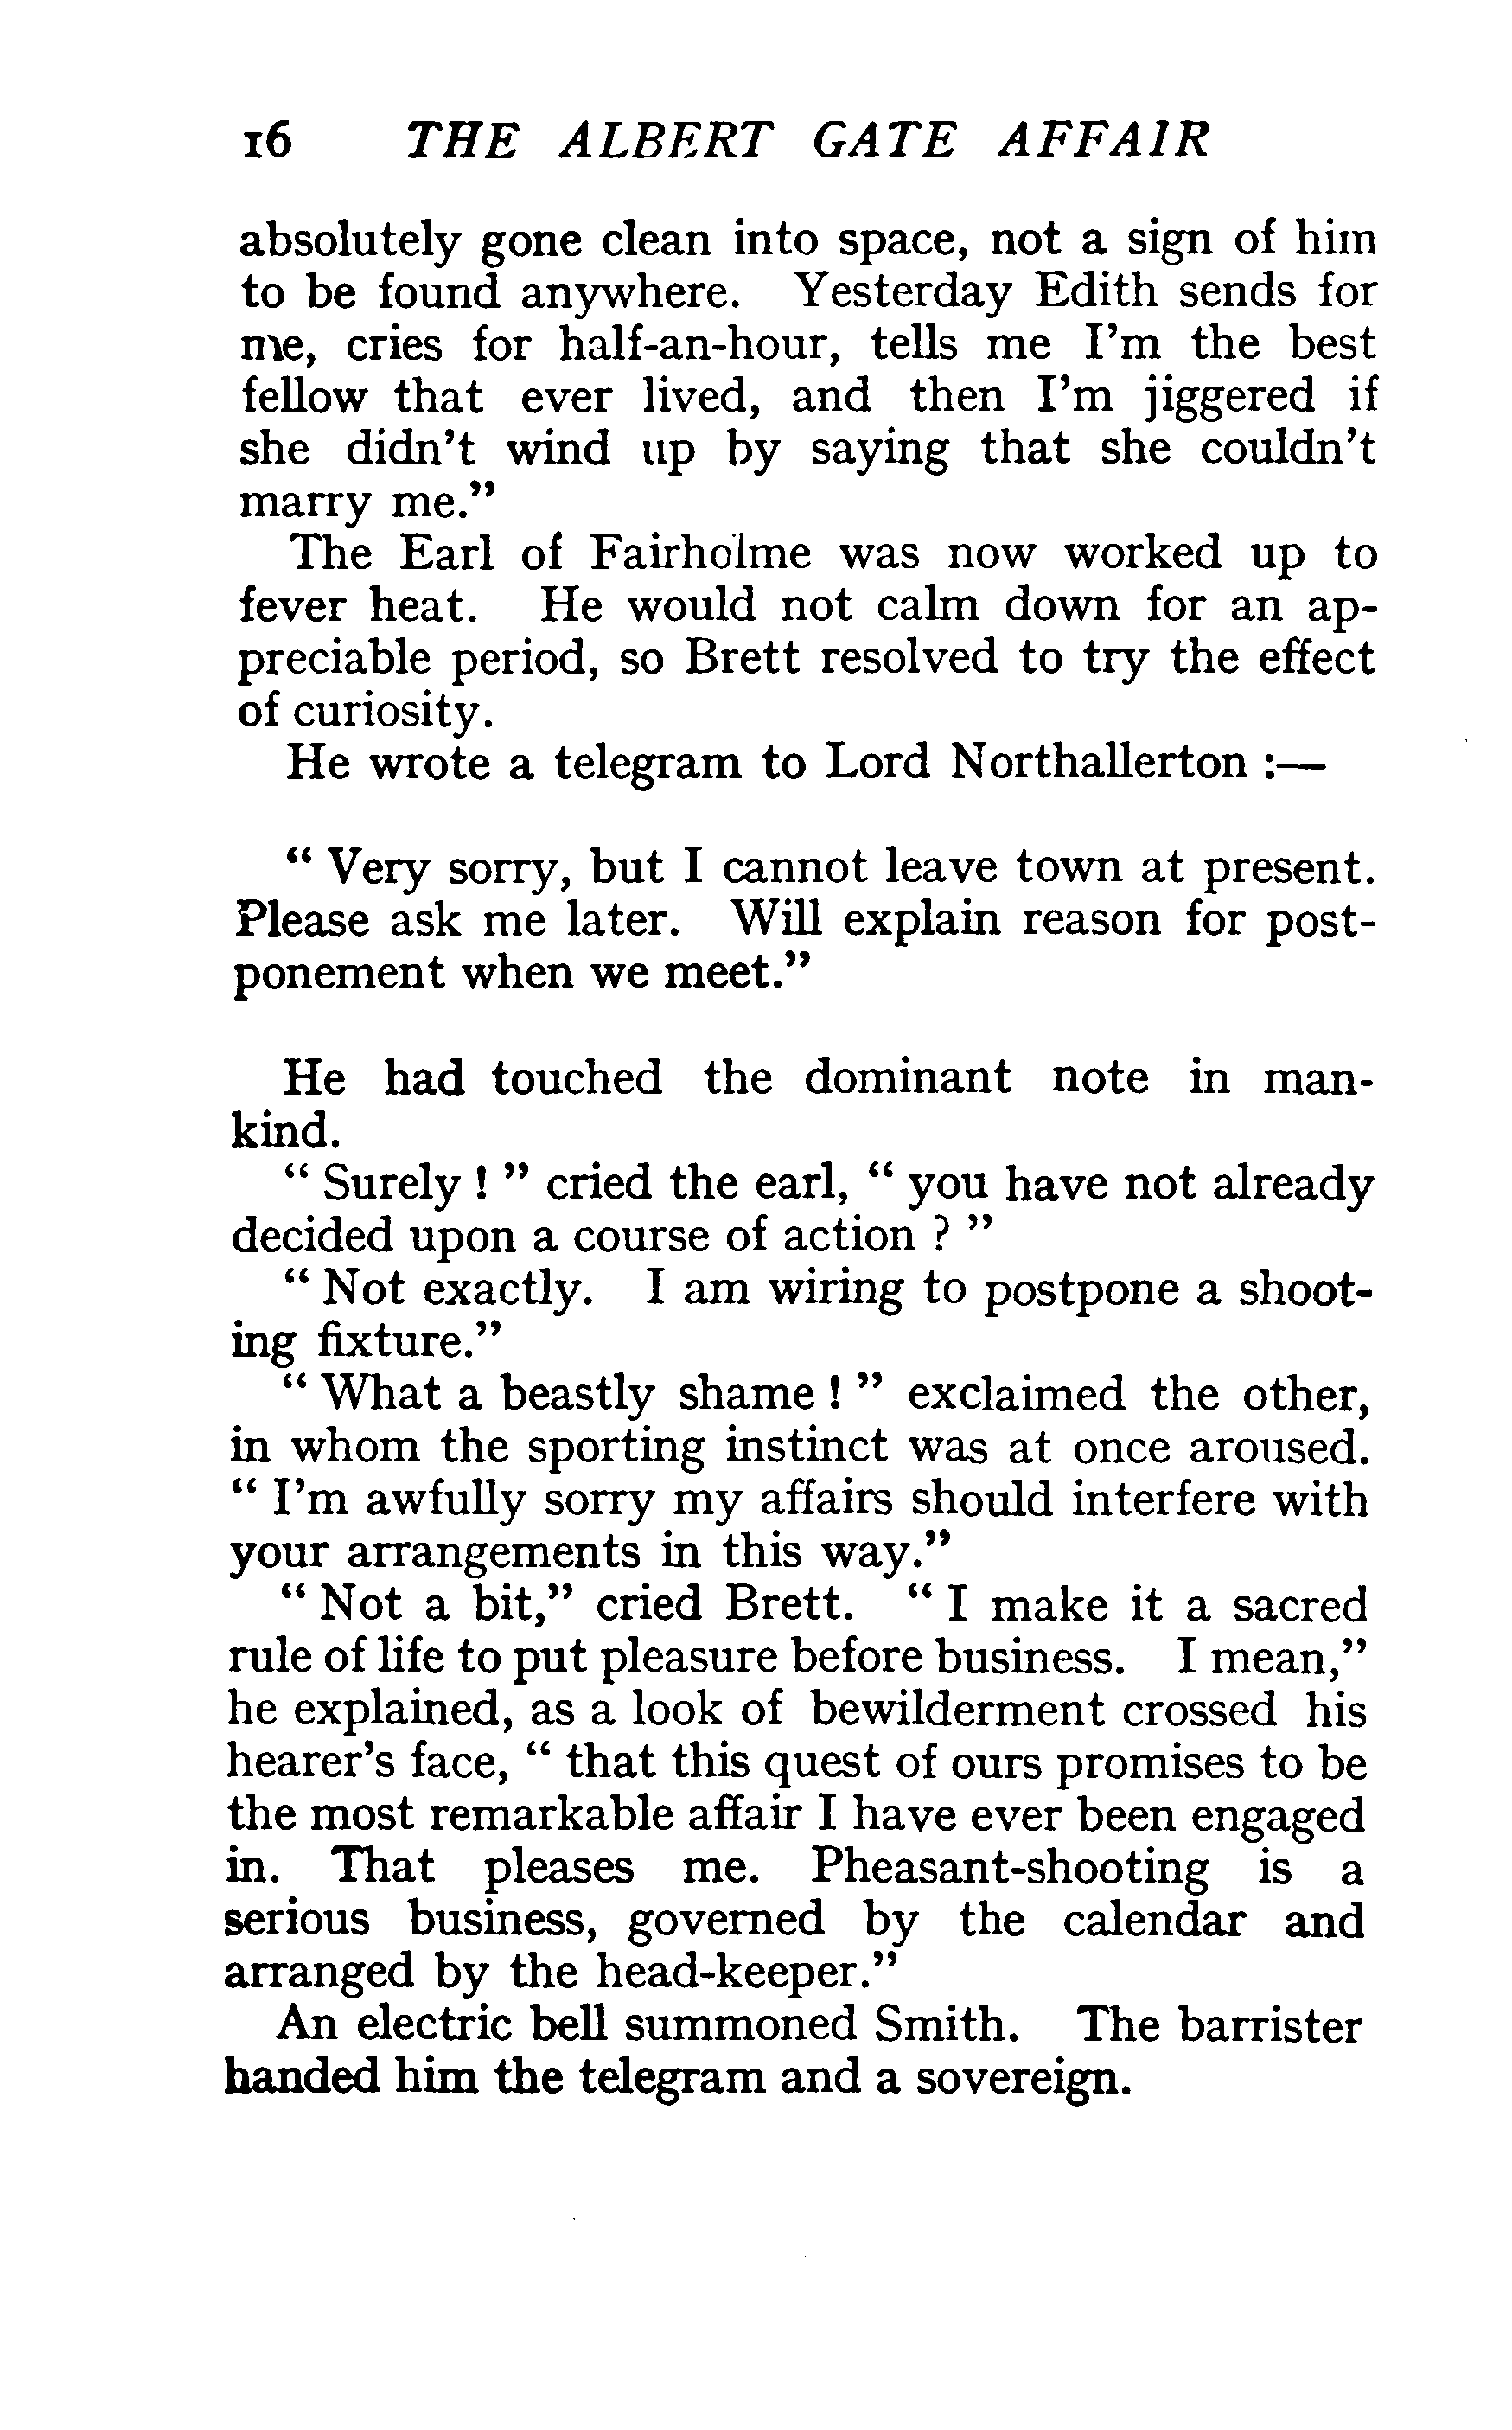 16 THE ALBERT GATE AFFAIR
absolutely gone clean into space, not a sign of him
to be found anywhere. Yesterday Edith sends for
me, cries for half-an-hour, tells me I'm the best
fellow that ever lived, and then I'm jiggered if
she didn't wind up by saying that she couldn't
marry me."
The Earl of Fairholme was now worked up to
fever heat. He would not calm down for an ap-
preciable period, so Brett resolved to try the effect
of curiosity.
He wrote a telegram to Lord Northallerton :—
" Very sorry, but I cannot leave town at present.
Please ask me later. Will explain reason for post-
ponement when we meet."
He had touched the dominant note in man-
kind.
" Surely ! " cried the earl, " you have not already
decided upon a course of action ? "
" Not exactly. I am wiring to postpone a shoot-
ing fixture."
" What a beastly shame ! " exclaimed the other,
in whom the sporting instinct was at once aroused.
" I'm awfully sorry my affairs should interfere with
your arrangements in this way."
" Not a bit," cried Brett. " I make it a sacred
rule of life to put pleasure before business. I mean,"
he explained, as a look of bewilderment crossed his
hearer's face, " that this quest of ours promises to be
the most remarkable affair I have ever been engaged
in. That pleases me. Pheasant-shooting is a
serious business, governed by the calendar and
arranged by the head-keeper."
An electric bell summoned Smith. The barrister
handed him the telegram and a sovereign.